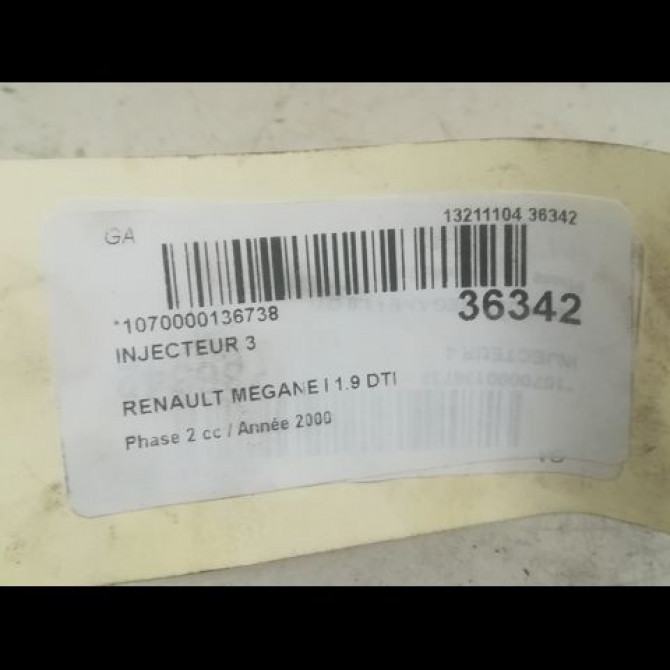 GA
13211104 36342
*1070000136738
36342
INJECTEUR 3
RENAULT MEGANE I 1.9 DTI
Phase 2 cc / Année 2000